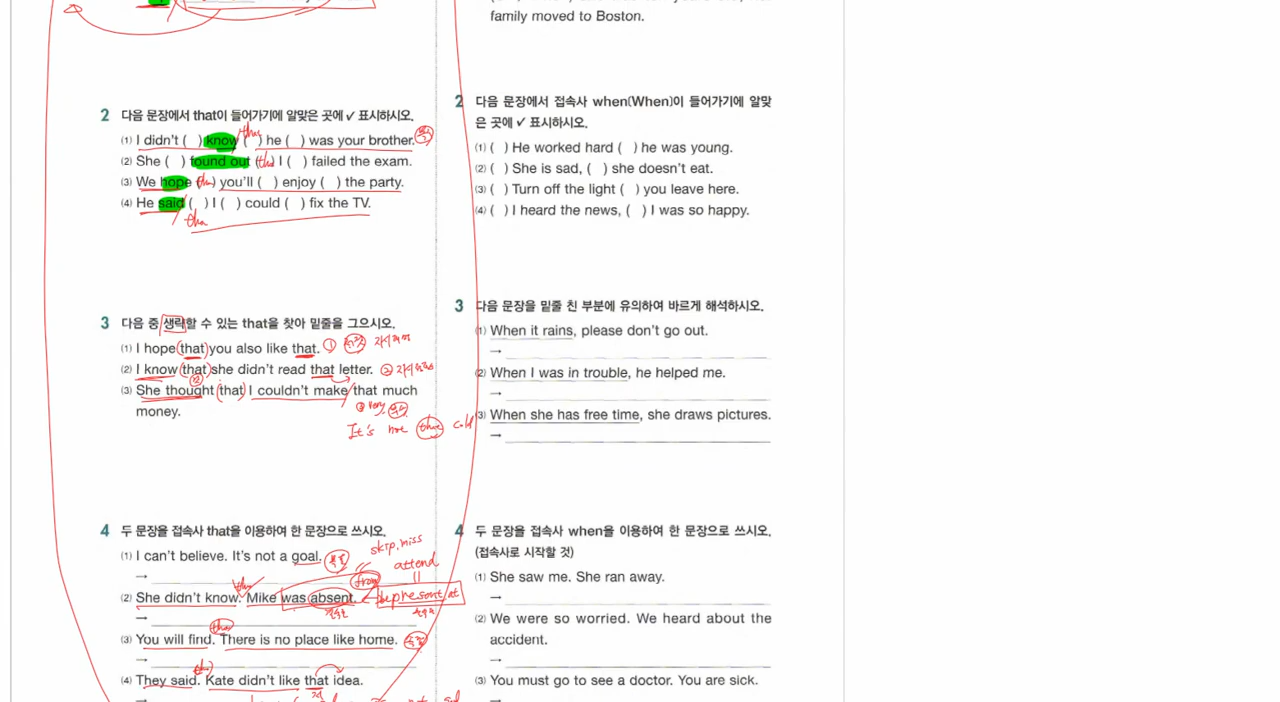 family moved to Boston.
2 다음 문장에서 that이 들어가기에 알맞은 곳에 ✓ 표시하시오.
(1) I didn't ( ) know ( ) he ( ) was your brother.
(2) She ( ) found out ( ) I ( ) failed the exam.
(3) We hope ( ) you'll ( ) enjoy ( ) the party.
(4) He said ( ) I ( ) could ( ) fix the TV.
tha
3 다음 중 생략할 수 있는 that을 찾아 밑줄을 그으시오.
(1) I hope that you also like that. ①
(2) I know that she didn't read that letter. ②
(3) She thought that I couldn't make that much
money.
③ very
It's not that cold
4 두 문장을 접속사 that을 이용하여 한 문장으로 쓰시오.
skip, miss
(1) I can't believe. It's not a goal.
attend
→
from
(2) She didn't know. Mike was absent. be present at
→
(3) You will find. There is no place like home.
→
(4) They said. Kate didn't like that idea.
→
2 다음 문장에서 접속사 when(When)이 들어가기에 알맞
은 곳에 ✓ 표시하시오.
(1) ( ) He worked hard ( ) he was young.
(2) ( ) She is sad, ( ) she doesn't eat.
(3) ( ) Turn off the light ( ) you leave here.
(4) ( ) I heard the news, ( ) I was so happy.
3 다음 문장을 밑줄 친 부분에 유의하여 바르게 해석하시오.
(1) When it rains, please don't go out.
→
(2) When I was in trouble, he helped me.
→
(3) When she has free time, she draws pictures.
→
4 두 문장을 접속사 when을 이용하여 한 문장으로 쓰시오.
(접속사로 시작할 것)
(1) She saw me. She ran away.
→
(2) We were so worried. We heard about the
accident.
→
(3) You must go to see a doctor. You are sick.
→